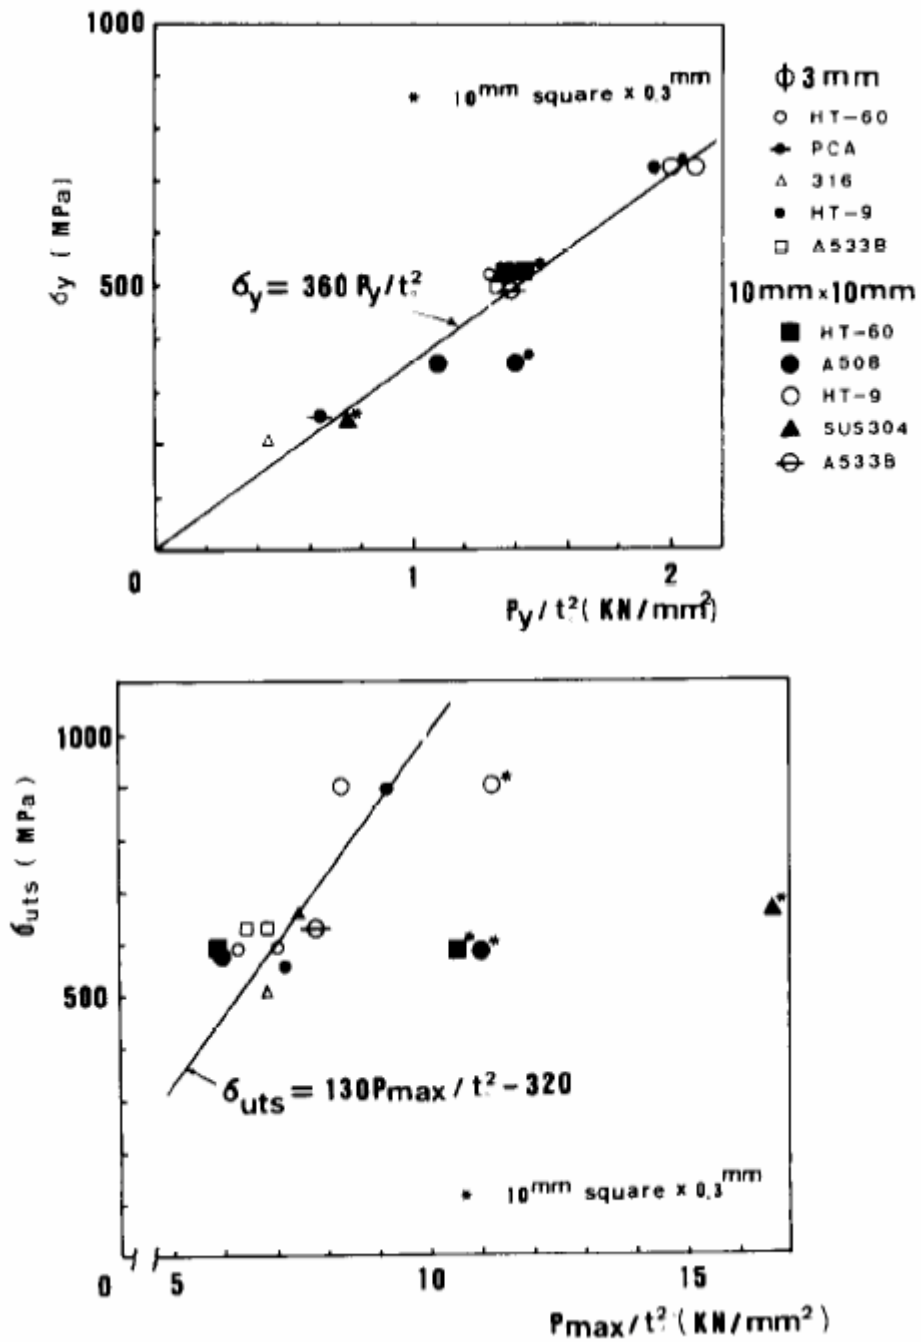 1000
* 10mm square x 0.3mm
ϕ3mm
HT-60
PCA
316
HT-9
A533B
10mm x 10mm
HT-60
A508
HT-9
SUS304
A533B
σy (MPa)
500
σy = 360 Py/t²
0
1
2
Py/t² (KN/mm²)
1000
σuts (MPa)
500
σuts = 130Pmax/t² - 320
* 10mm square x 0.3mm
0
5
10
15
Pmax/t² (KN/mm²)